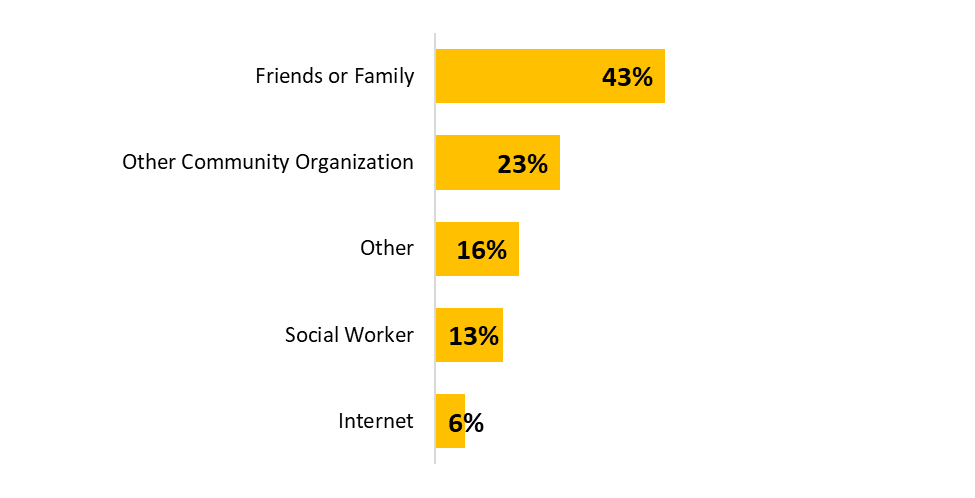 Friends or Family 43%
Other Community Organization 23%
Other 16%
Social Worker 13%
Internet 6%